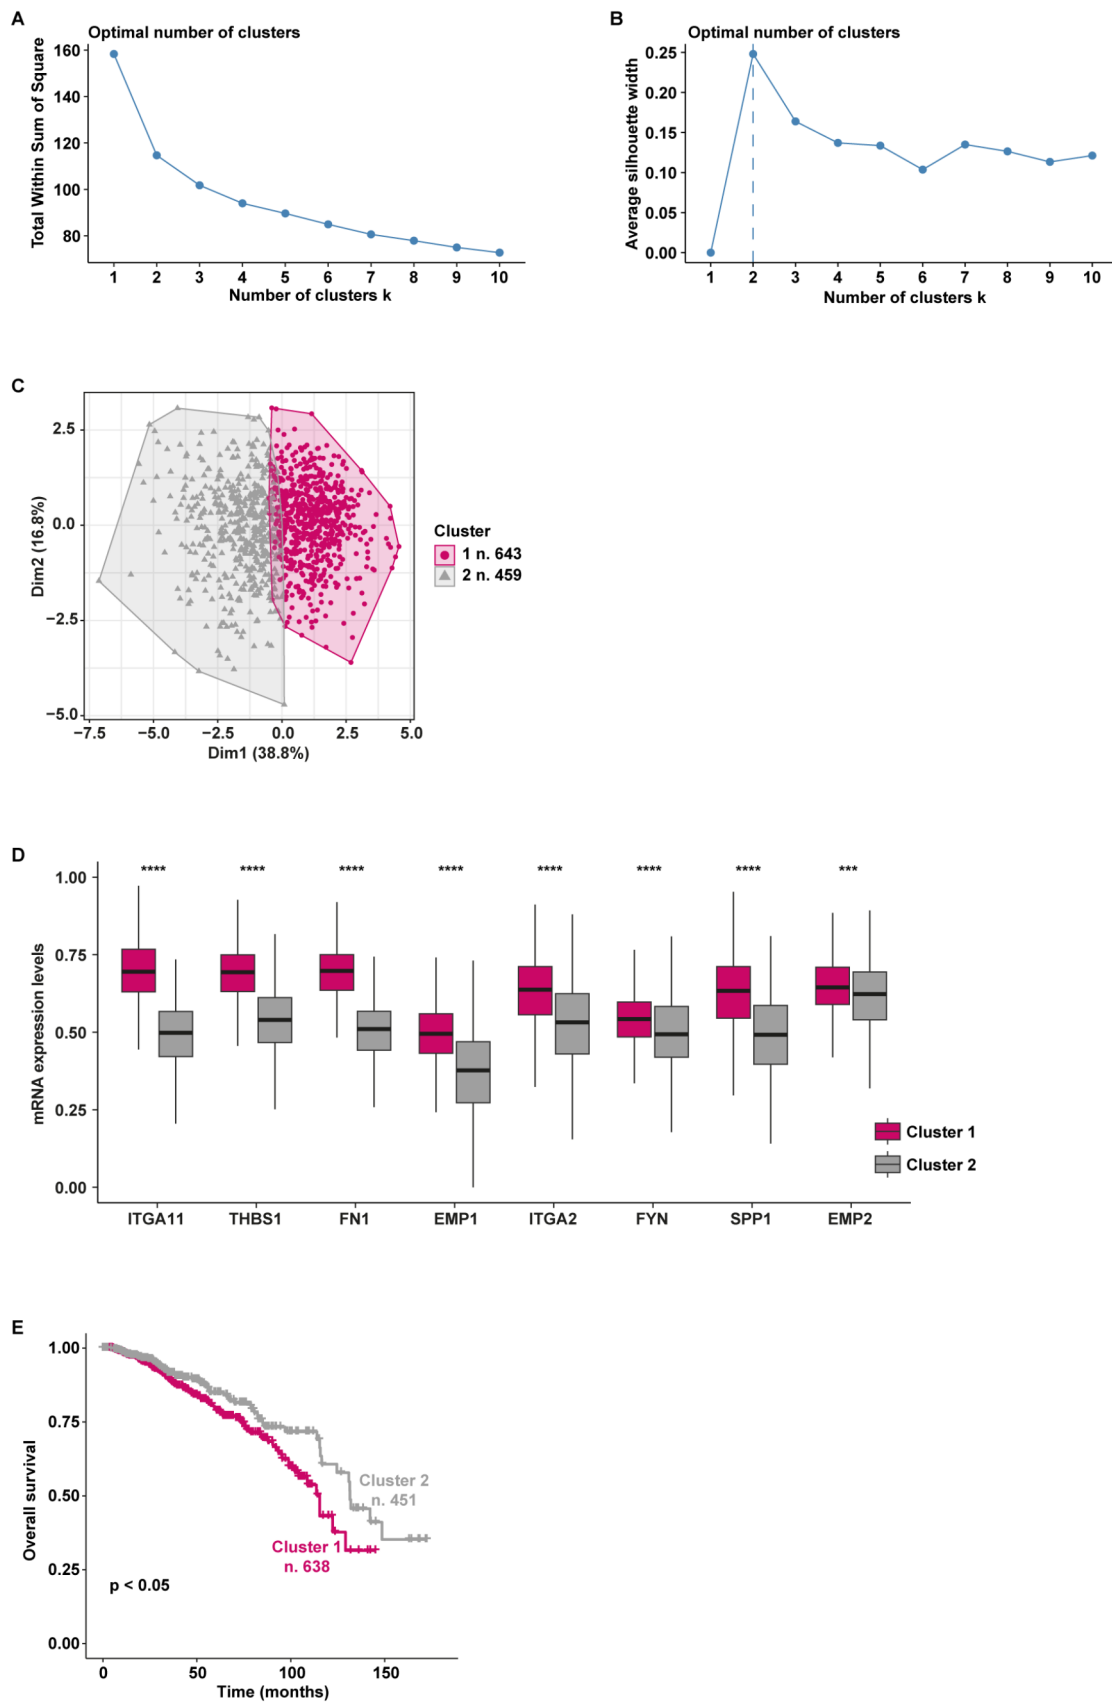 A
Optimal number of clusters
Total Within Sum of Square
160
140
120
100
80
1 2 3 4 5 6 7 8 9 10
Number of clusters k
B
Optimal number of clusters
Average silhouette width
0.25
0.20
0.15
0.10
0.05
0.00
1 2 3 4 5 6 7 8 9 10
Number of clusters k
C
Dim2 (16.8%)
2.5
0.0
−2.5
−5.0
−7.5 −5.0 −2.5 0.0 2.5 5.0
Dim1 (38.8%)
Cluster
1 n. 643
2 n. 459
D
mRNA expression levels
1.00
0.75
0.50
0.25
0.00
**** **** **** **** **** **** **** ***
ITGA11 THBS1 FN1 EMP1 ITGA2 FYN SPP1 EMP2
Cluster 1
Cluster 2
E
Overall survival
1.00
0.75
0.50
0.25
0.00
Cluster 2
n. 451
Cluster 1
n. 638
p < 0.05
0 50 100 150
Time (months)